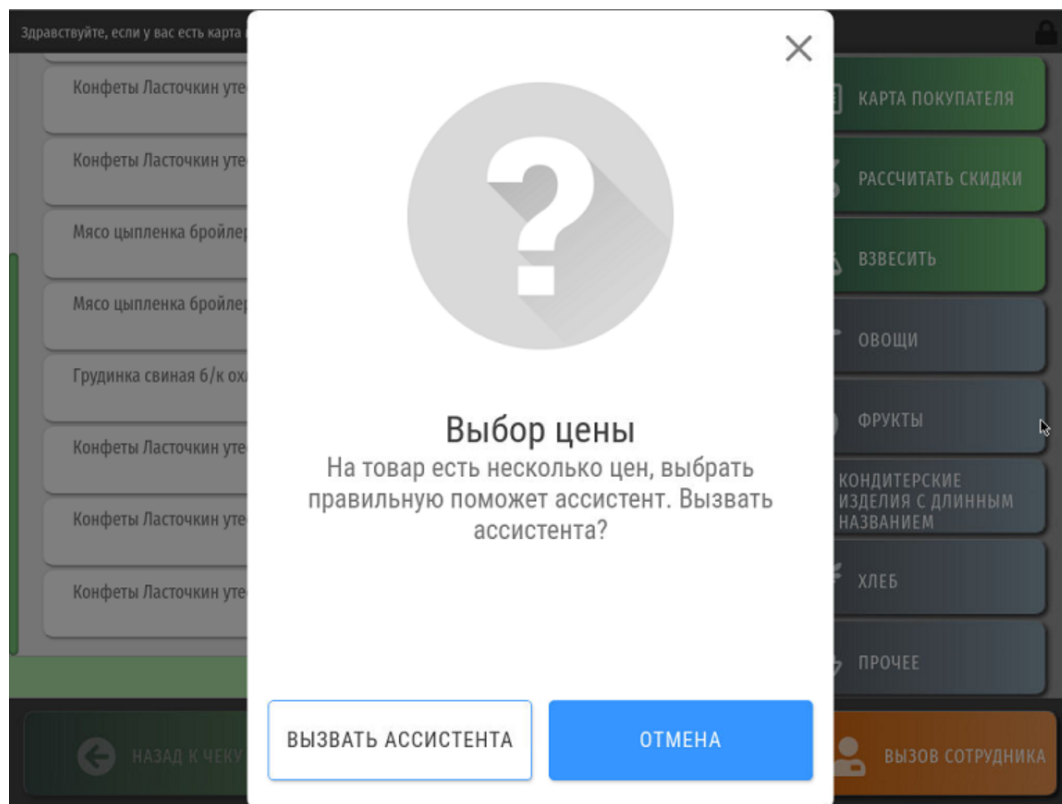 Здравствуйте, если у вас есть карта
Конфеты Ласточкин уте
Конфеты Ласточкин уте
Мясо цыпленка бройлер
Мясо цыпленка бройлер
Грудинка свиная б/к охл
Конфеты Ласточкин уте
Конфеты Ласточкин уте
Конфеты Ласточкин уте
НАЗАД К ЧЕКУ
Выбор цены
На товар есть несколько цен, выбрать
правильную поможет ассистент. Вызвать
ассистента?
ВЫЗВАТЬ АССИСТЕНТА
ОТМЕНА
КАРТА ПОКУПАТЕЛЯ
РАССЧИТАТЬ СКИДКИ
ВЗВЕСИТЬ
ОВОЩИ
ФРУКТЫ
КОНДИТЕРСКИЕ
ИЗДЕЛИЯ С ДЛИННЫМ
НАЗВАНИЕМ
ХЛЕБ
ПРОЧЕЕ
ВЫЗОВ СОТРУДНИКА